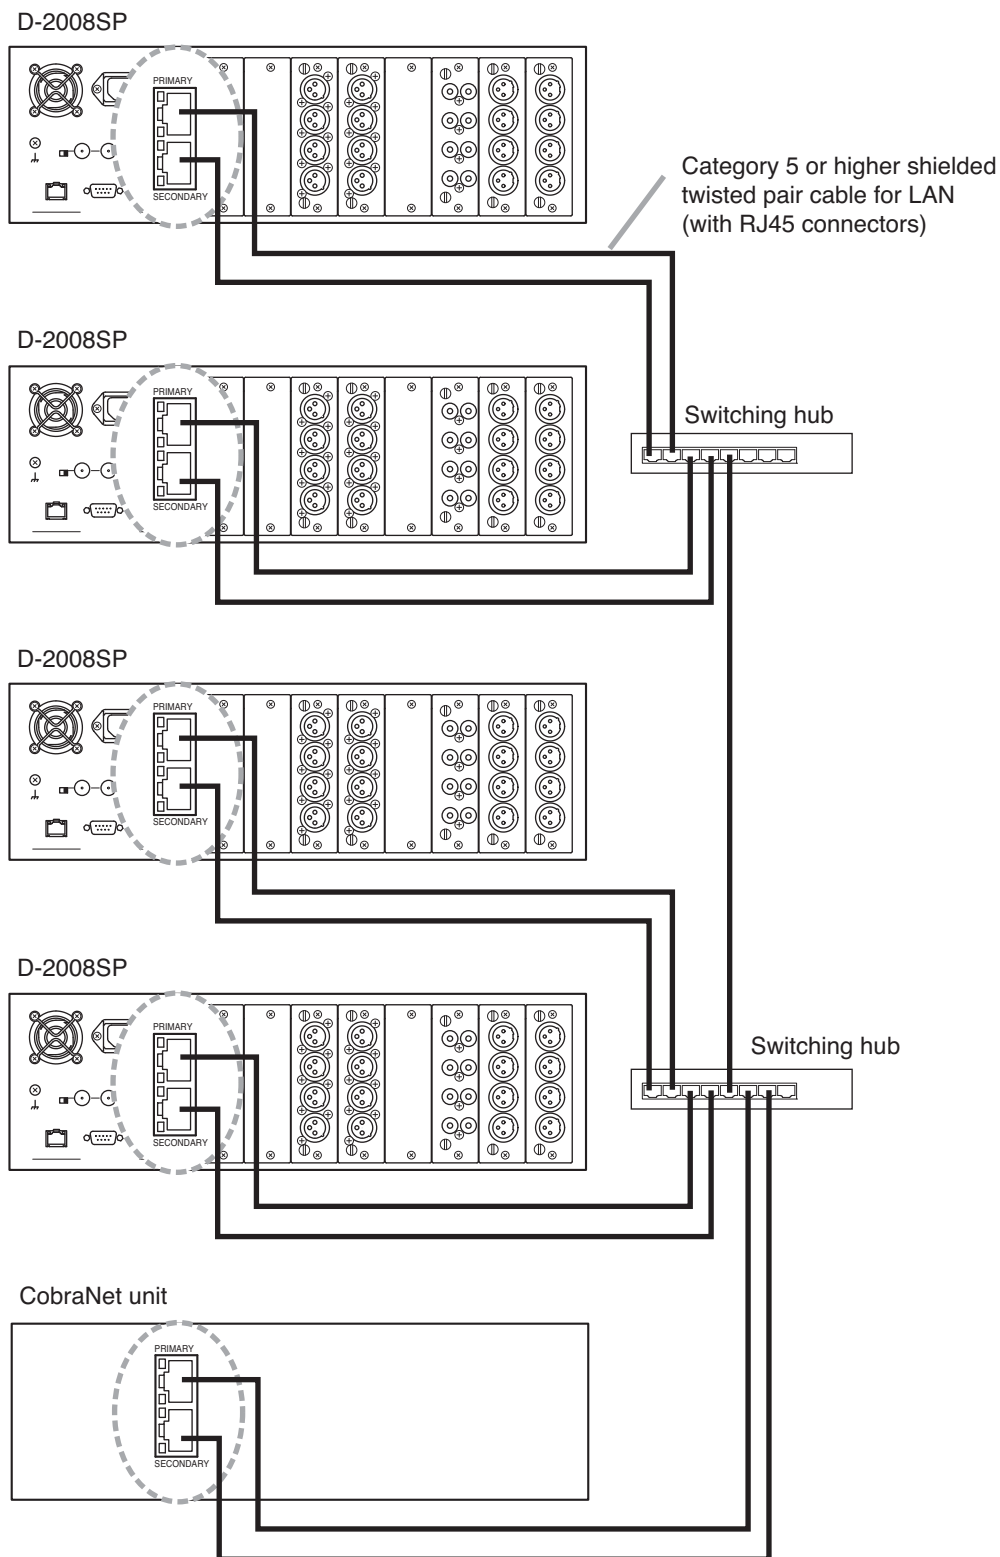 D-2008SP
PRIMARY
SECONDARY
Category 5 or higher shielded
twisted pair cable for LAN
(with RJ45 connectors)
D-2008SP
PRIMARY
SECONDARY
Switching hub
D-2008SP
PRIMARY
SECONDARY
D-2008SP
PRIMARY
SECONDARY
Switching hub
CobraNet unit
PRIMARY
SECONDARY